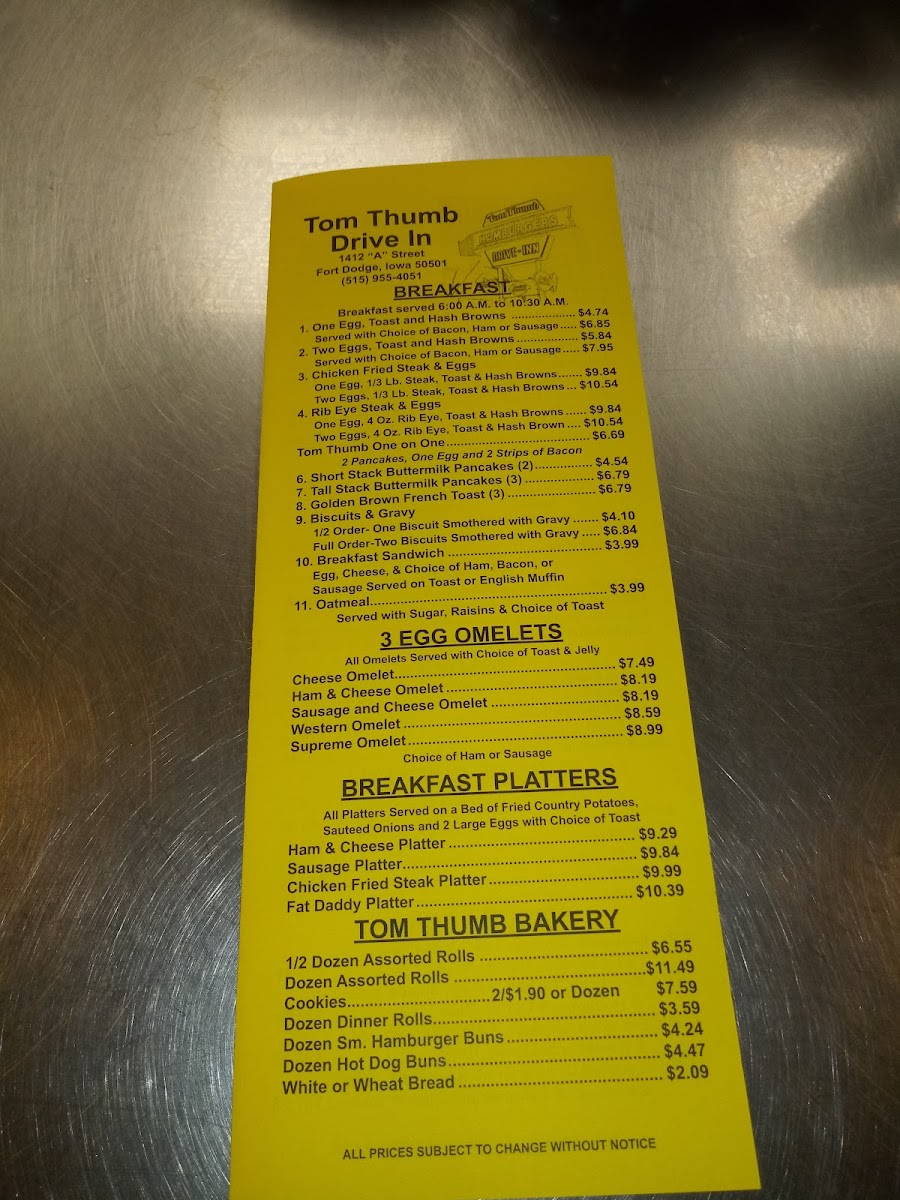 Tom Thumb
Drive In
1412 "A" Street
Fort Dodge, Iowa 50501
(515) 955-4051
Tom Thumb
HAMBURGERS
DRIVE-INN
BREAKFAST
Breakfast served 6:00 A.M. to 10:30 A.M.
1. One Egg, Toast and Hash Browns .................. $4.74
Served with Choice of Bacon, Ham or Sausage ..... $6.85
2. Two Eggs, Toast and Hash Browns ................. $5.84
Served with Choice of Bacon, Ham or Sausage ..... $7.95
3. Chicken Fried Steak & Eggs
One Egg, 1/3 Lb. Steak, Toast & Hash Browns ....... $9.84
Two Eggs, 1/3 Lb. Steak, Toast & Hash Browns ... $10.54
4. Rib Eye Steak & Eggs
One Egg, 4 Oz. Rib Eye, Toast & Hash Browns ...... $9.84
Two Eggs, 4 Oz. Rib Eye, Toast & Hash Brown .... $10.54
Tom Thumb One on One ..................................... $6.69
2 Pancakes, One Egg and 2 Strips of Bacon
6. Short Stack Buttermilk Pancakes (2) ................ $4.54
7. Tall Stack Buttermilk Pancakes (3) ................... $6.79
8. Golden Brown French Toast (3) ........................ $6.79
9. Biscuits & Gravy
1/2 Order- One Biscuit Smothered with Gravy ....... $4.10
Full Order-Two Biscuits Smothered with Gravy ..... $6.84
10. Breakfast Sandwich ........................................ $3.99
Egg, Cheese, & Choice of Ham, Bacon, or
Sausage Served on Toast or English Muffin
11. Oatmeal ............................................................ $3.99
Served with Sugar, Raisins & Choice of Toast
3 EGG OMELETS
All Omelets Served with Choice of Toast & Jelly
Cheese Omelet ...................................................... $7.49
Ham & Cheese Omelet .......................................... $8.19
Sausage and Cheese Omelet ................................ $8.19
Western Omelet ..................................................... $8.59
Supreme Omelet .................................................... $8.99
Choice of Ham or Sausage
BREAKFAST PLATTERS
All Platters Served on a Bed of Fried Country Potatoes,
Sauteed Onions and 2 Large Eggs with Choice of Toast
Ham & Cheese Platter ........................................ $9.29
Sausage Platter .................................................. $9.84
Chicken Fried Steak Platter ................................. $9.99
Fat Daddy Platter ................................................ $10.39
TOM THUMB BAKERY
1/2 Dozen Assorted Rolls ................................... $6.55
Dozen Assorted Rolls ......................................... $11.49
Cookies .............................. 2/$1.90 or Dozen $7.59
Dozen Dinner Rolls ............................................. $3.59
Dozen Sm. Hamburger Buns ............................... $4.24
Dozen Hot Dog Buns ........................................... $4.47
White or Wheat Bread ......................................... $2.09
ALL PRICES SUBJECT TO CHANGE WITHOUT NOTICE